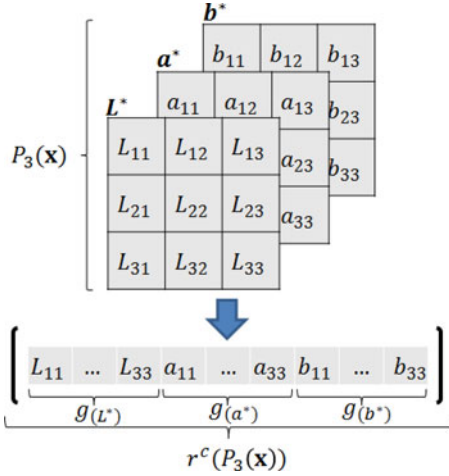 b*
b₁₁ b₁₂ b₁₃
a*
a₁₁ a₁₂ a₁₃ b₂₃
L*
L₁₁ L₁₂ L₁₃ a₂₃ b₃₃
P₃(x)
L₂₁ L₂₂ L₂₃ a₃₃
L₃₁ L₃₂ L₃₃
L₁₁ ... L₃₃ a₁₁ ... a₃₃ b₁₁ ... b₃₃
g(L*) g(a*) g(b*)
rᶜ(P₃(x))